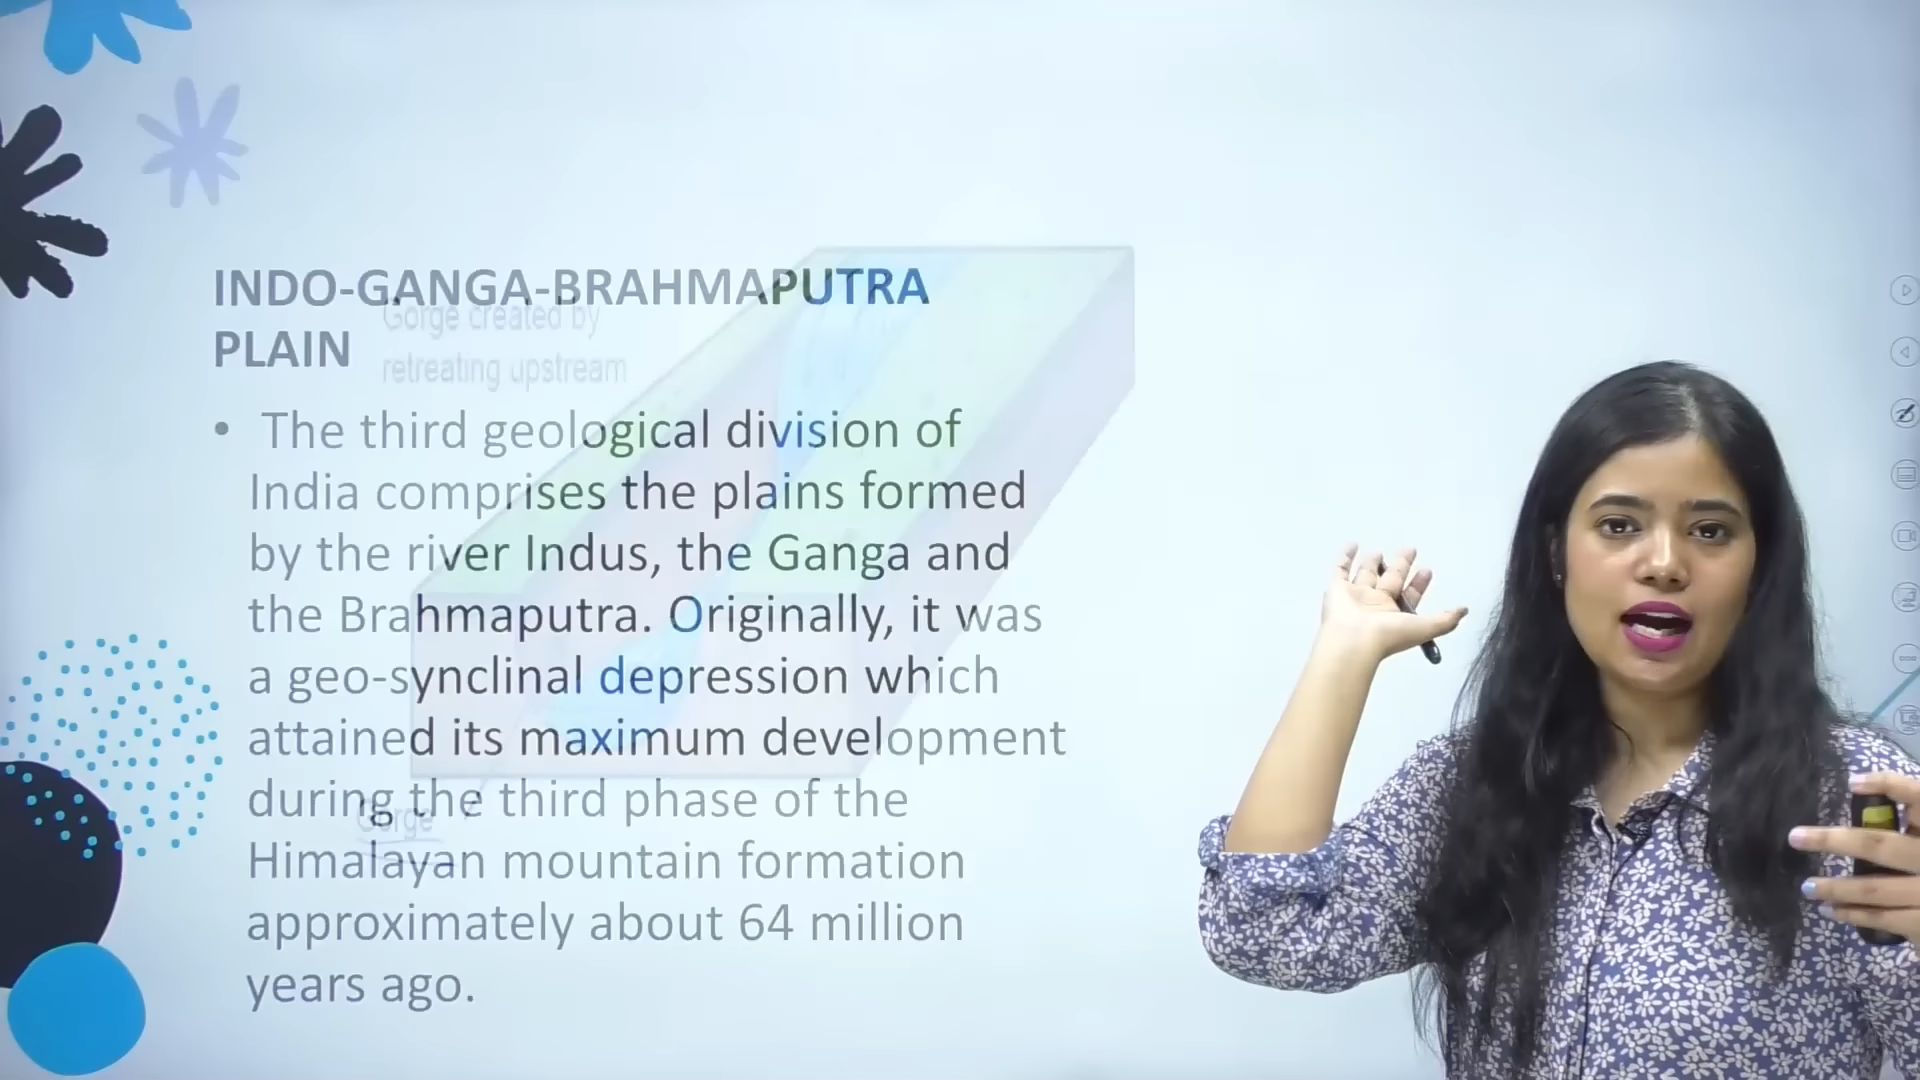 INDO-GANGA-BRAHMAPUTRA
PLAIN
Gorge created by
retreating upstream
• The third geological division of
India comprises the plains formed
by the river Indus, the Ganga and
the Brahmaputra. Originally, it was
a geo-synclinal depression which
attained its maximum development
during the third phase of the
Gorge
Himalayan mountain formation
approximately about 64 million
years ago.